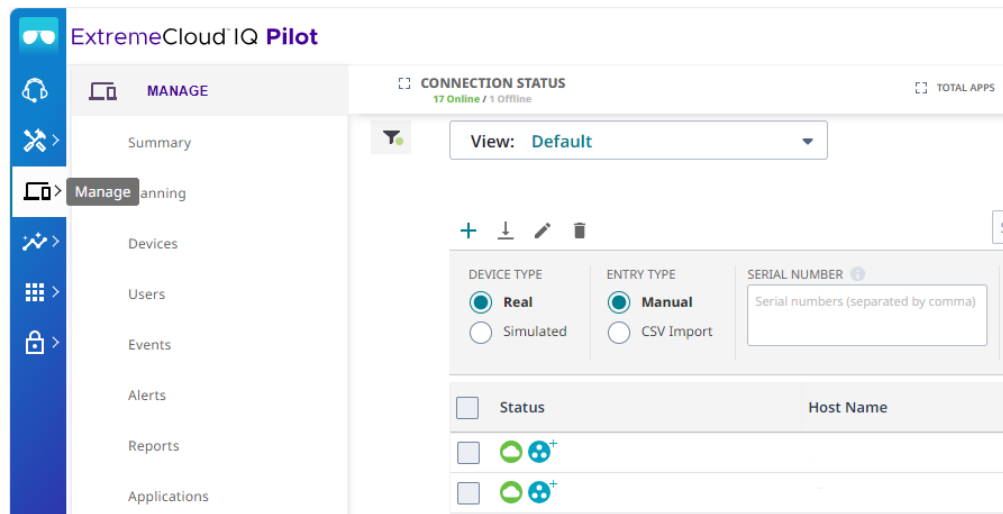 ExtremeCloud IQ Pilot
MANAGE
Summary
Manage
anning
Devices
Users
Events
Alerts
Reports
Applications
CONNECTION STATUS
17 Online / 1 Offline
TOTAL APPS
View: Default
DEVICE TYPE
Real
Simulated
ENTRY TYPE
Manual
CSV Import
SERIAL NUMBER
Serial numbers (separated by comma)
Status
Host Name